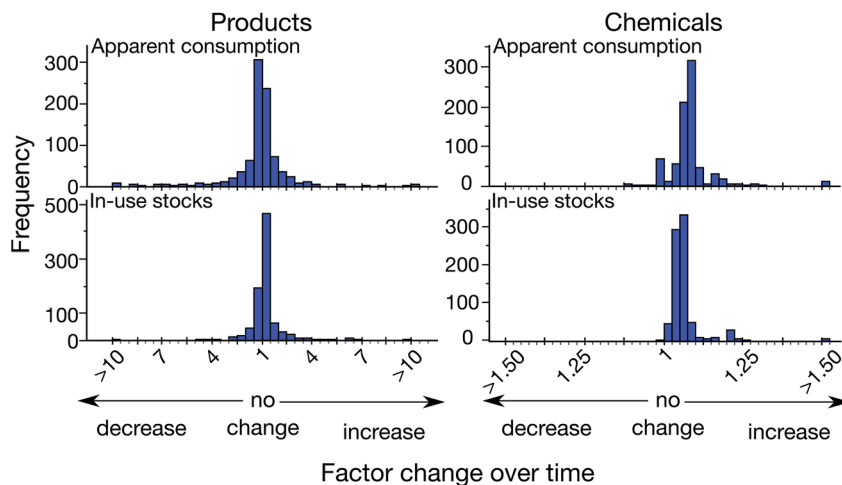 Products
Chemicals
Apparent consumption
Apparent consumption
300
200
100
0
300
200
100
0
In-use stocks
In-use stocks
500
300
100
0
300
200
100
0
Frequency
>10 7 4 1 4 7 >10
>1.50 1.25 1 1.25 >1.50
no
no
decrease change increase
decrease change increase
Factor change over time